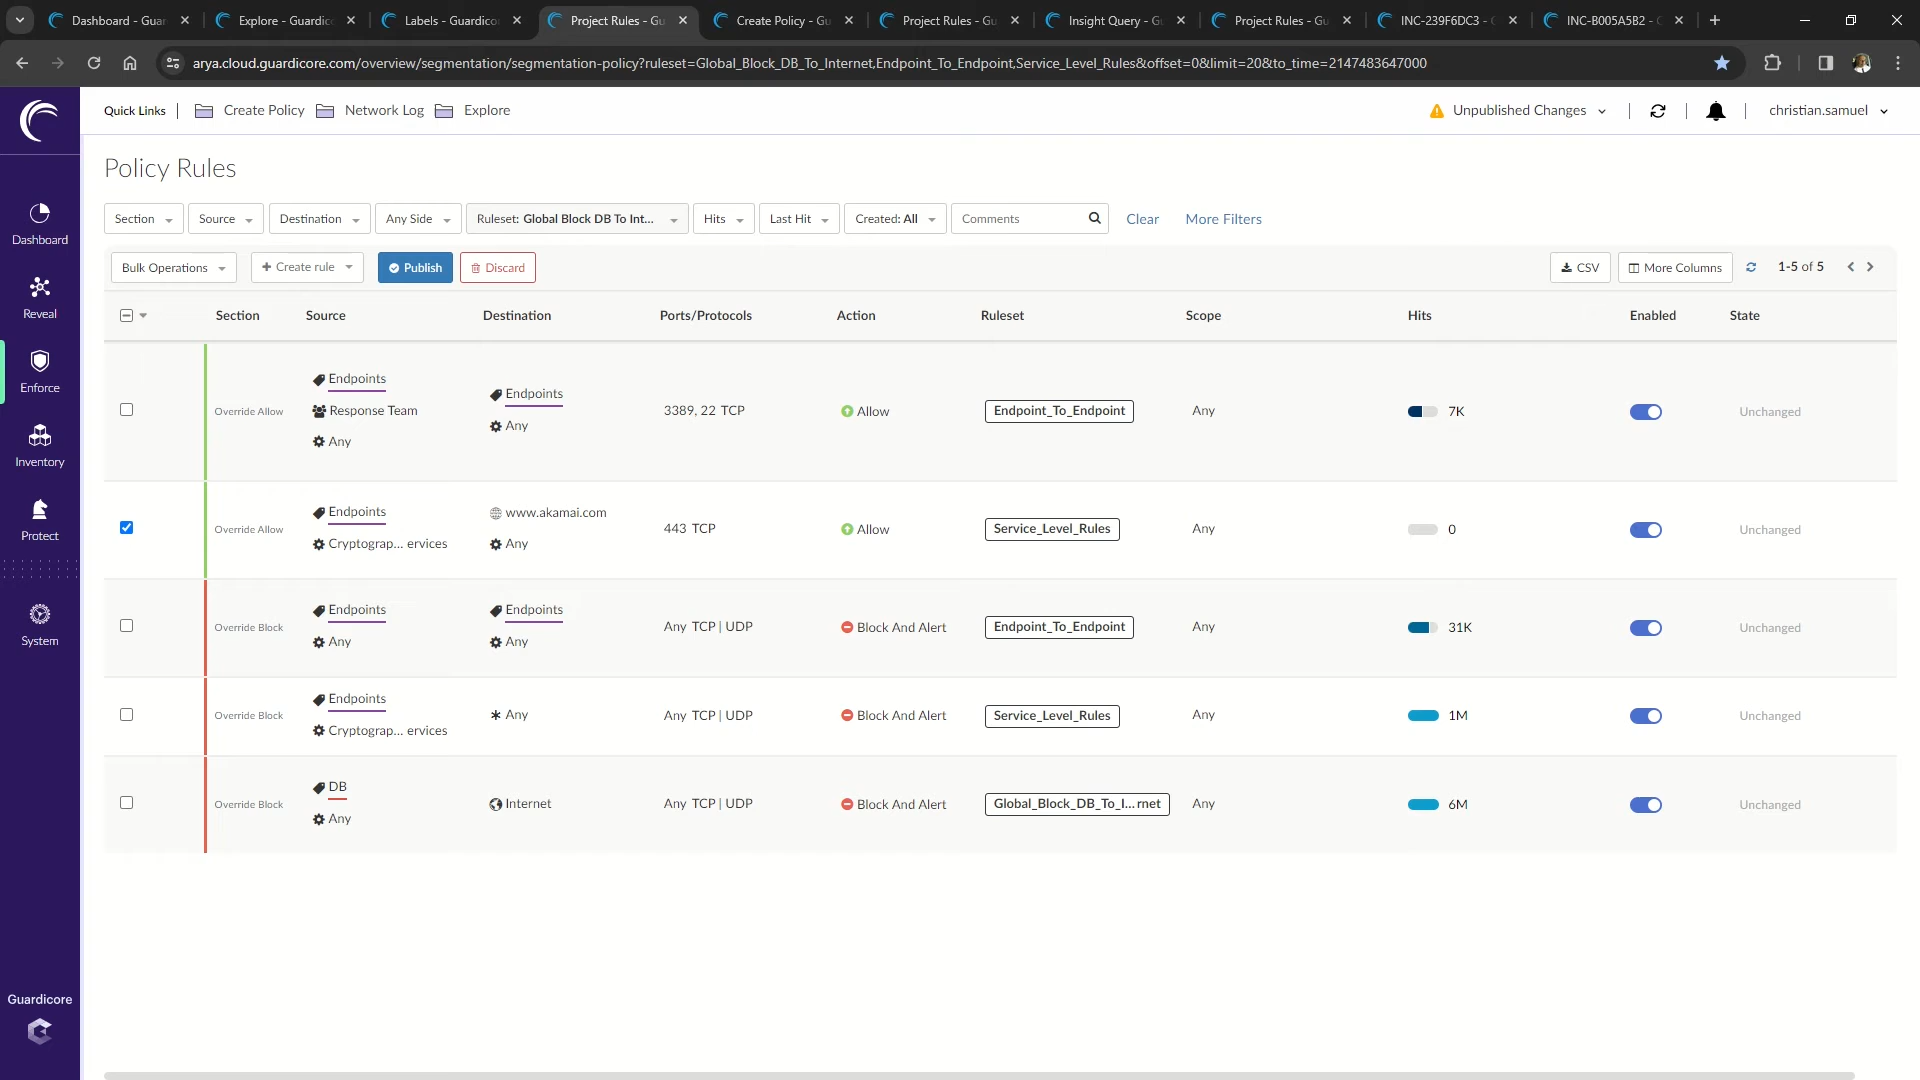 Dashboard - Guar
Explore - Guardico
Labels - Guardicor
Project Rules - Gu
Create Policy - Gu
Project Rules - Gu
Insight Query - Gu
Project Rules - Gu
INC-239F6DC3 - G
INC-B005A5B2 - G
arya.cloud.guardicore.com/overview/segmentation/segmentation-policy?ruleset=Global_Block_DB_To_Internet,Endpoint_To_Endpoint,Service_Level_Rules&offset=0&limit=20&to_time=2147483647000
Quick Links
Create Policy
Network Log
Explore
Unpublished Changes
christian.samuel
Dashboard
Reveal
Enforce
Inventory
Protect
System
Guardicore
Policy Rules
Section
Source
Destination
Any Side
Ruleset: Global Block DB To Int...
Hits
Last Hit
Created: All
Comments
Clear
More Filters
Bulk Operations
+ Create rule
Publish
Discard
CSV
More Columns
1-5 of 5
Section Source Destination Ports/Protocols Action Ruleset Scope Hits Enabled State
Override Allow
Endpoints
Response Team
Any
Endpoints
Any
3389, 22 TCP
Allow
Endpoint_To_Endpoint
Any
7K
Unchanged
Override Allow
Endpoints
Cryptograp... ervices
www.akamai.com
Any
443 TCP
Allow
Service_Level_Rules
Any
0
Unchanged
Override Block
Endpoints
Any
Endpoints
Any
Any TCP | UDP
Block And Alert
Endpoint_To_Endpoint
Any
31K
Unchanged
Override Block
Endpoints
Cryptograp... ervices
Any
Any TCP | UDP
Block And Alert
Service_Level_Rules
Any
1M
Unchanged
Override Block
DB
Any
Internet
Any TCP | UDP
Block And Alert
Global_Block_DB_To_I...rnet
Any
6M
Unchanged